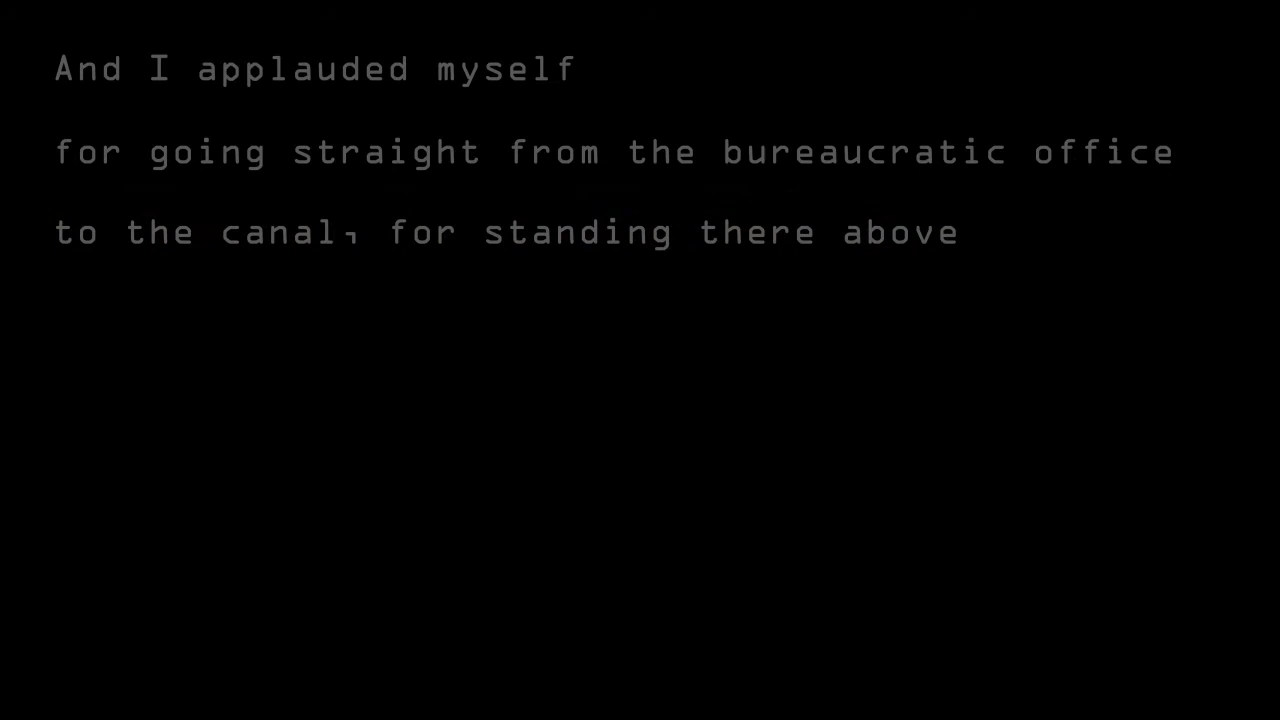 And I applauded myself
for going straight from the bureaucratic office
to the canal, for standing there above